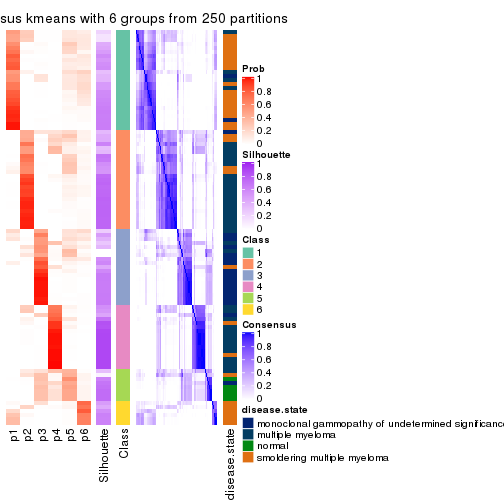 sus kmeans with 6 groups from 250 partitions
Prob
1
0.8
0.6
0.4
0.2
0
Silhouette
1
0.8
0.6
0.4
0.2
0
Class
1
2
3
4
5
6
Consensus
1
0.8
0.6
0.4
0.2
0
disease.state
monoclonal gammopathy of undetermined significance
multiple myeloma
normal
smoldering multiple myeloma
p1
p2
p3
p4
p5
p6
Silhouette
Class
disease.state